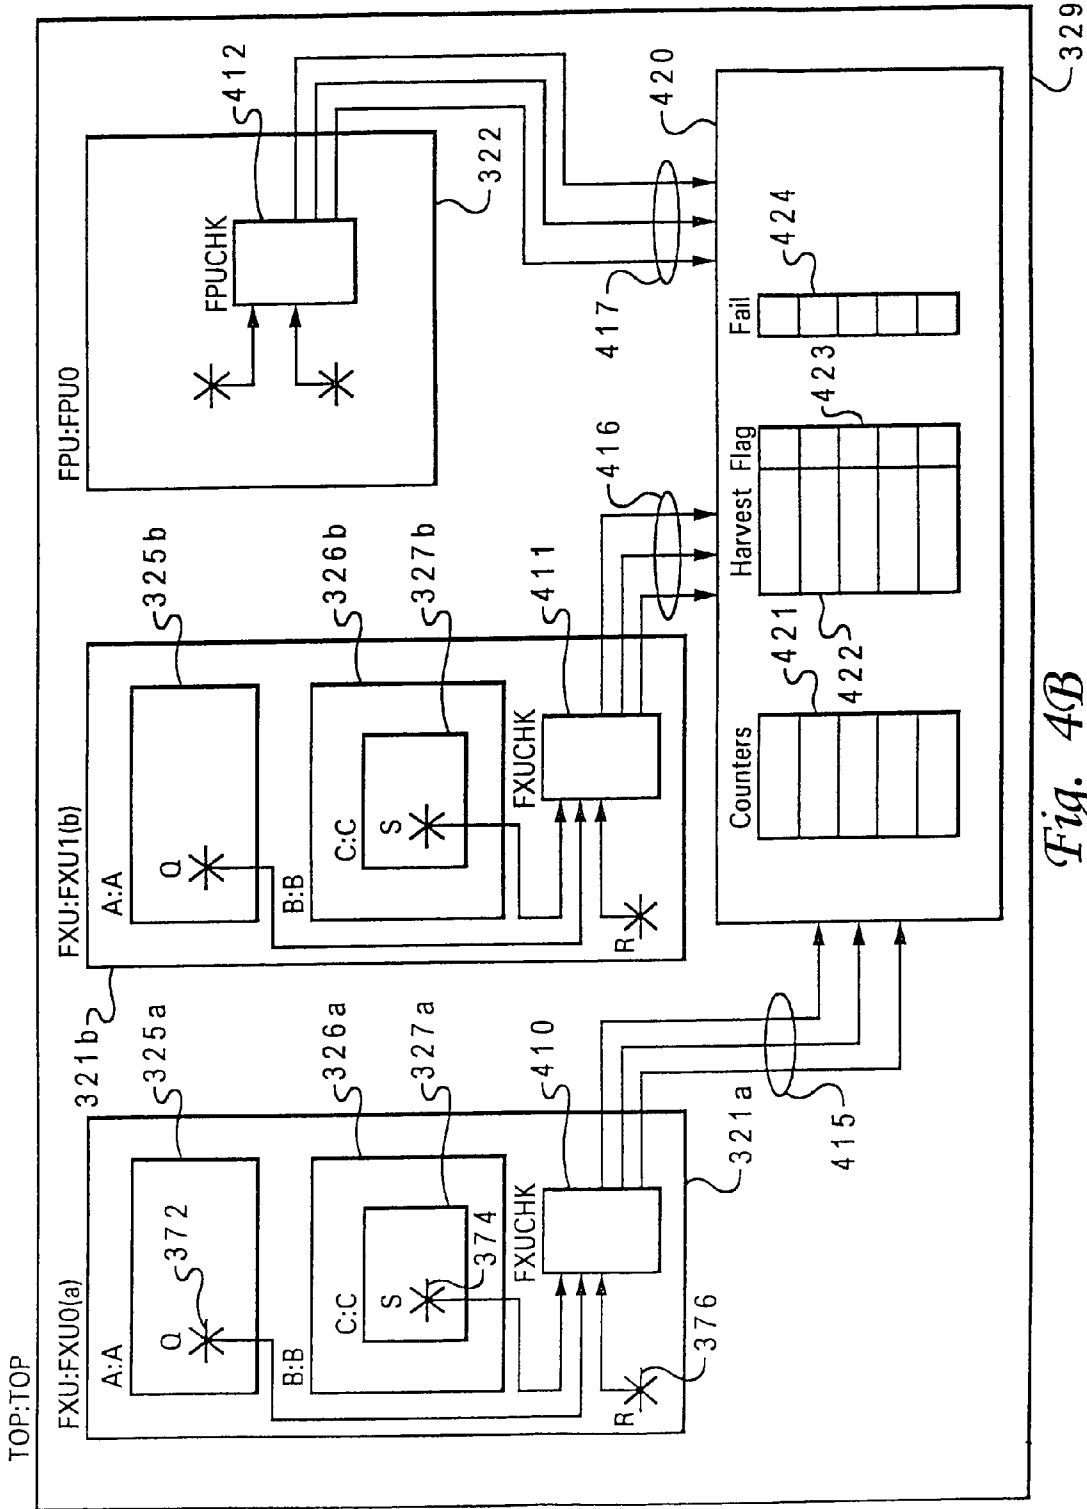 TOP:TOP
FXU:FXU0(a)
A:A
Q
372
325a
B:B
C:C
S
374
326a
327a
FXUCHK
410
R
376
321a
415
321b
FXU:FXU1(b)
A:A
Q
325b
B:B
C:C
S
326b
327b
FXUCHK
411
R
416
FPU:FPU0
FPUCHK
412
322
417
420
Counters
421
Harvest
422
Flag
423
Fail
424
329
Fig. 4B